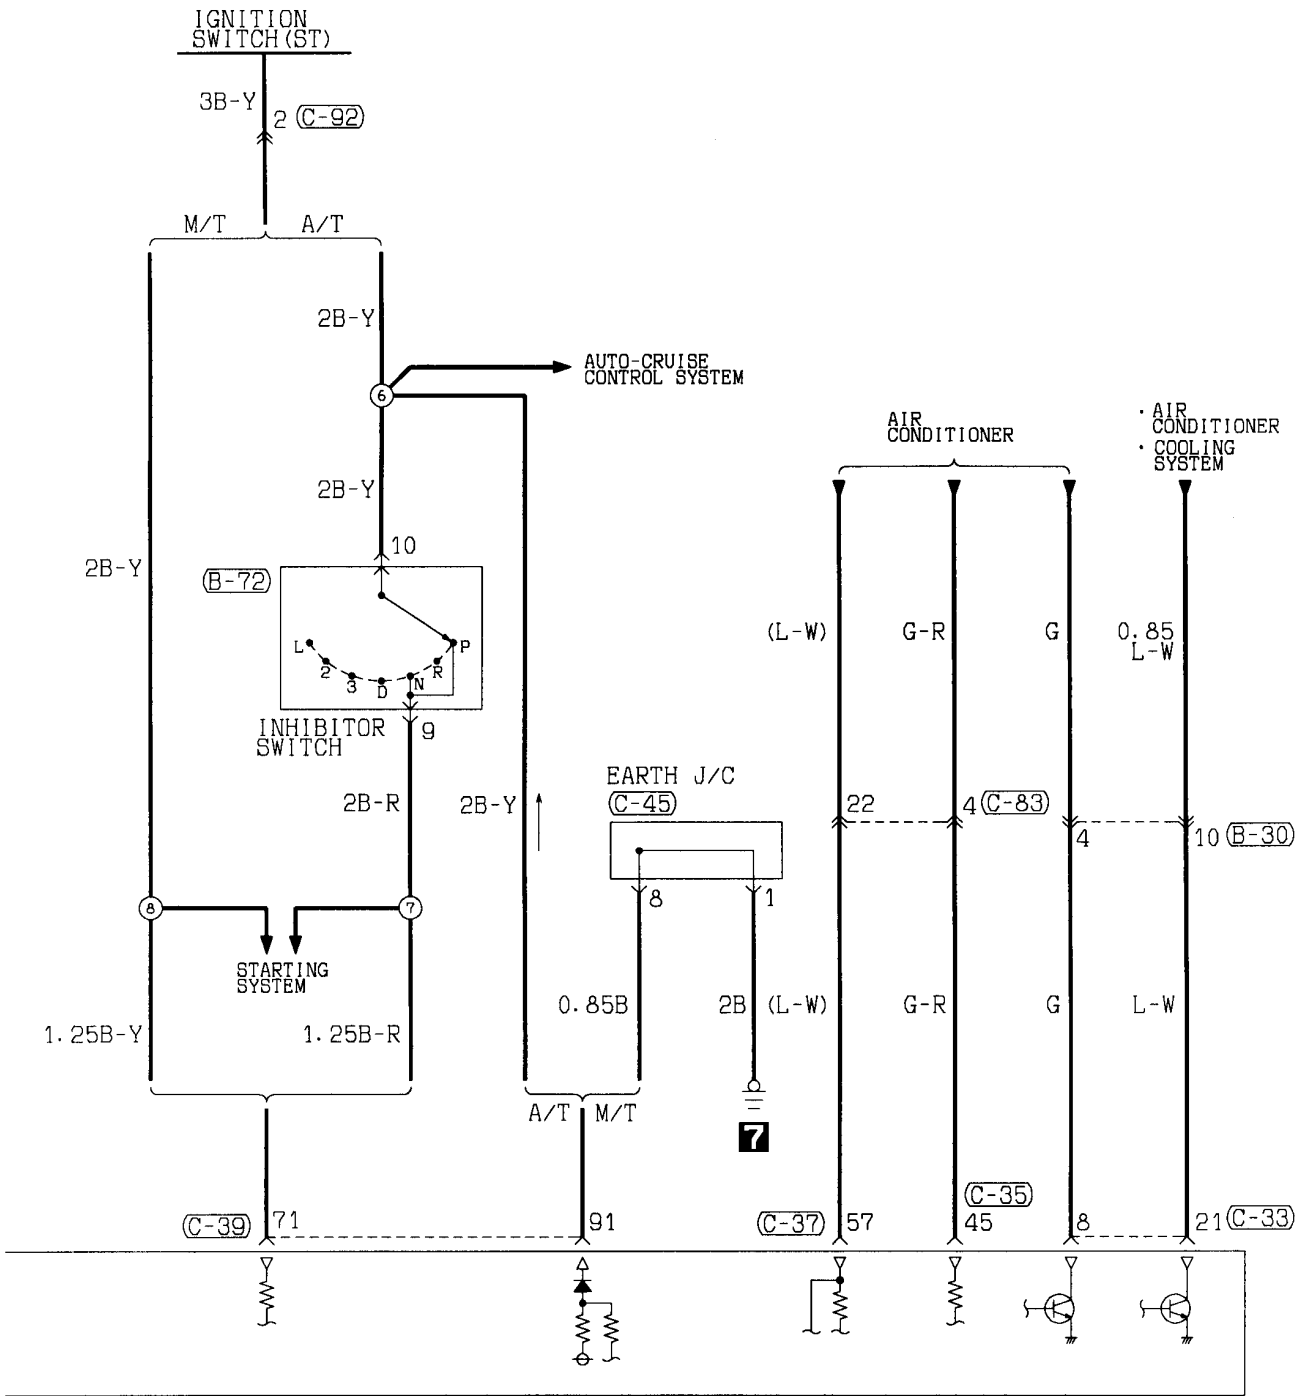 IGNITION
SWITCH(ST)
3B-Y
2 C-92
M/T A/T
2B-Y
AUTO-CRUISE
CONTROL SYSTEM
6
AIR
CONDITIONER
· AIR
CONDITIONER
· COOLING
SYSTEM
2B-Y
10
2B-Y
B-72
L
2
3
D
N
R
P
(L-W)
G-R
G
0.85
L-W
INHIBITOR
SWITCH
9
EARTH J/C
C-45
2B-R
2B-Y
22
4 C-83
4
10 B-30
8
1
8
7
STARTING
SYSTEM
1.25B-Y
1.25B-R
0.85B
2B
(L-W)
G-R
G
L-W
A/T M/T
7
C-39 71
91
C-37 57
C-35
45
8
21 C-33